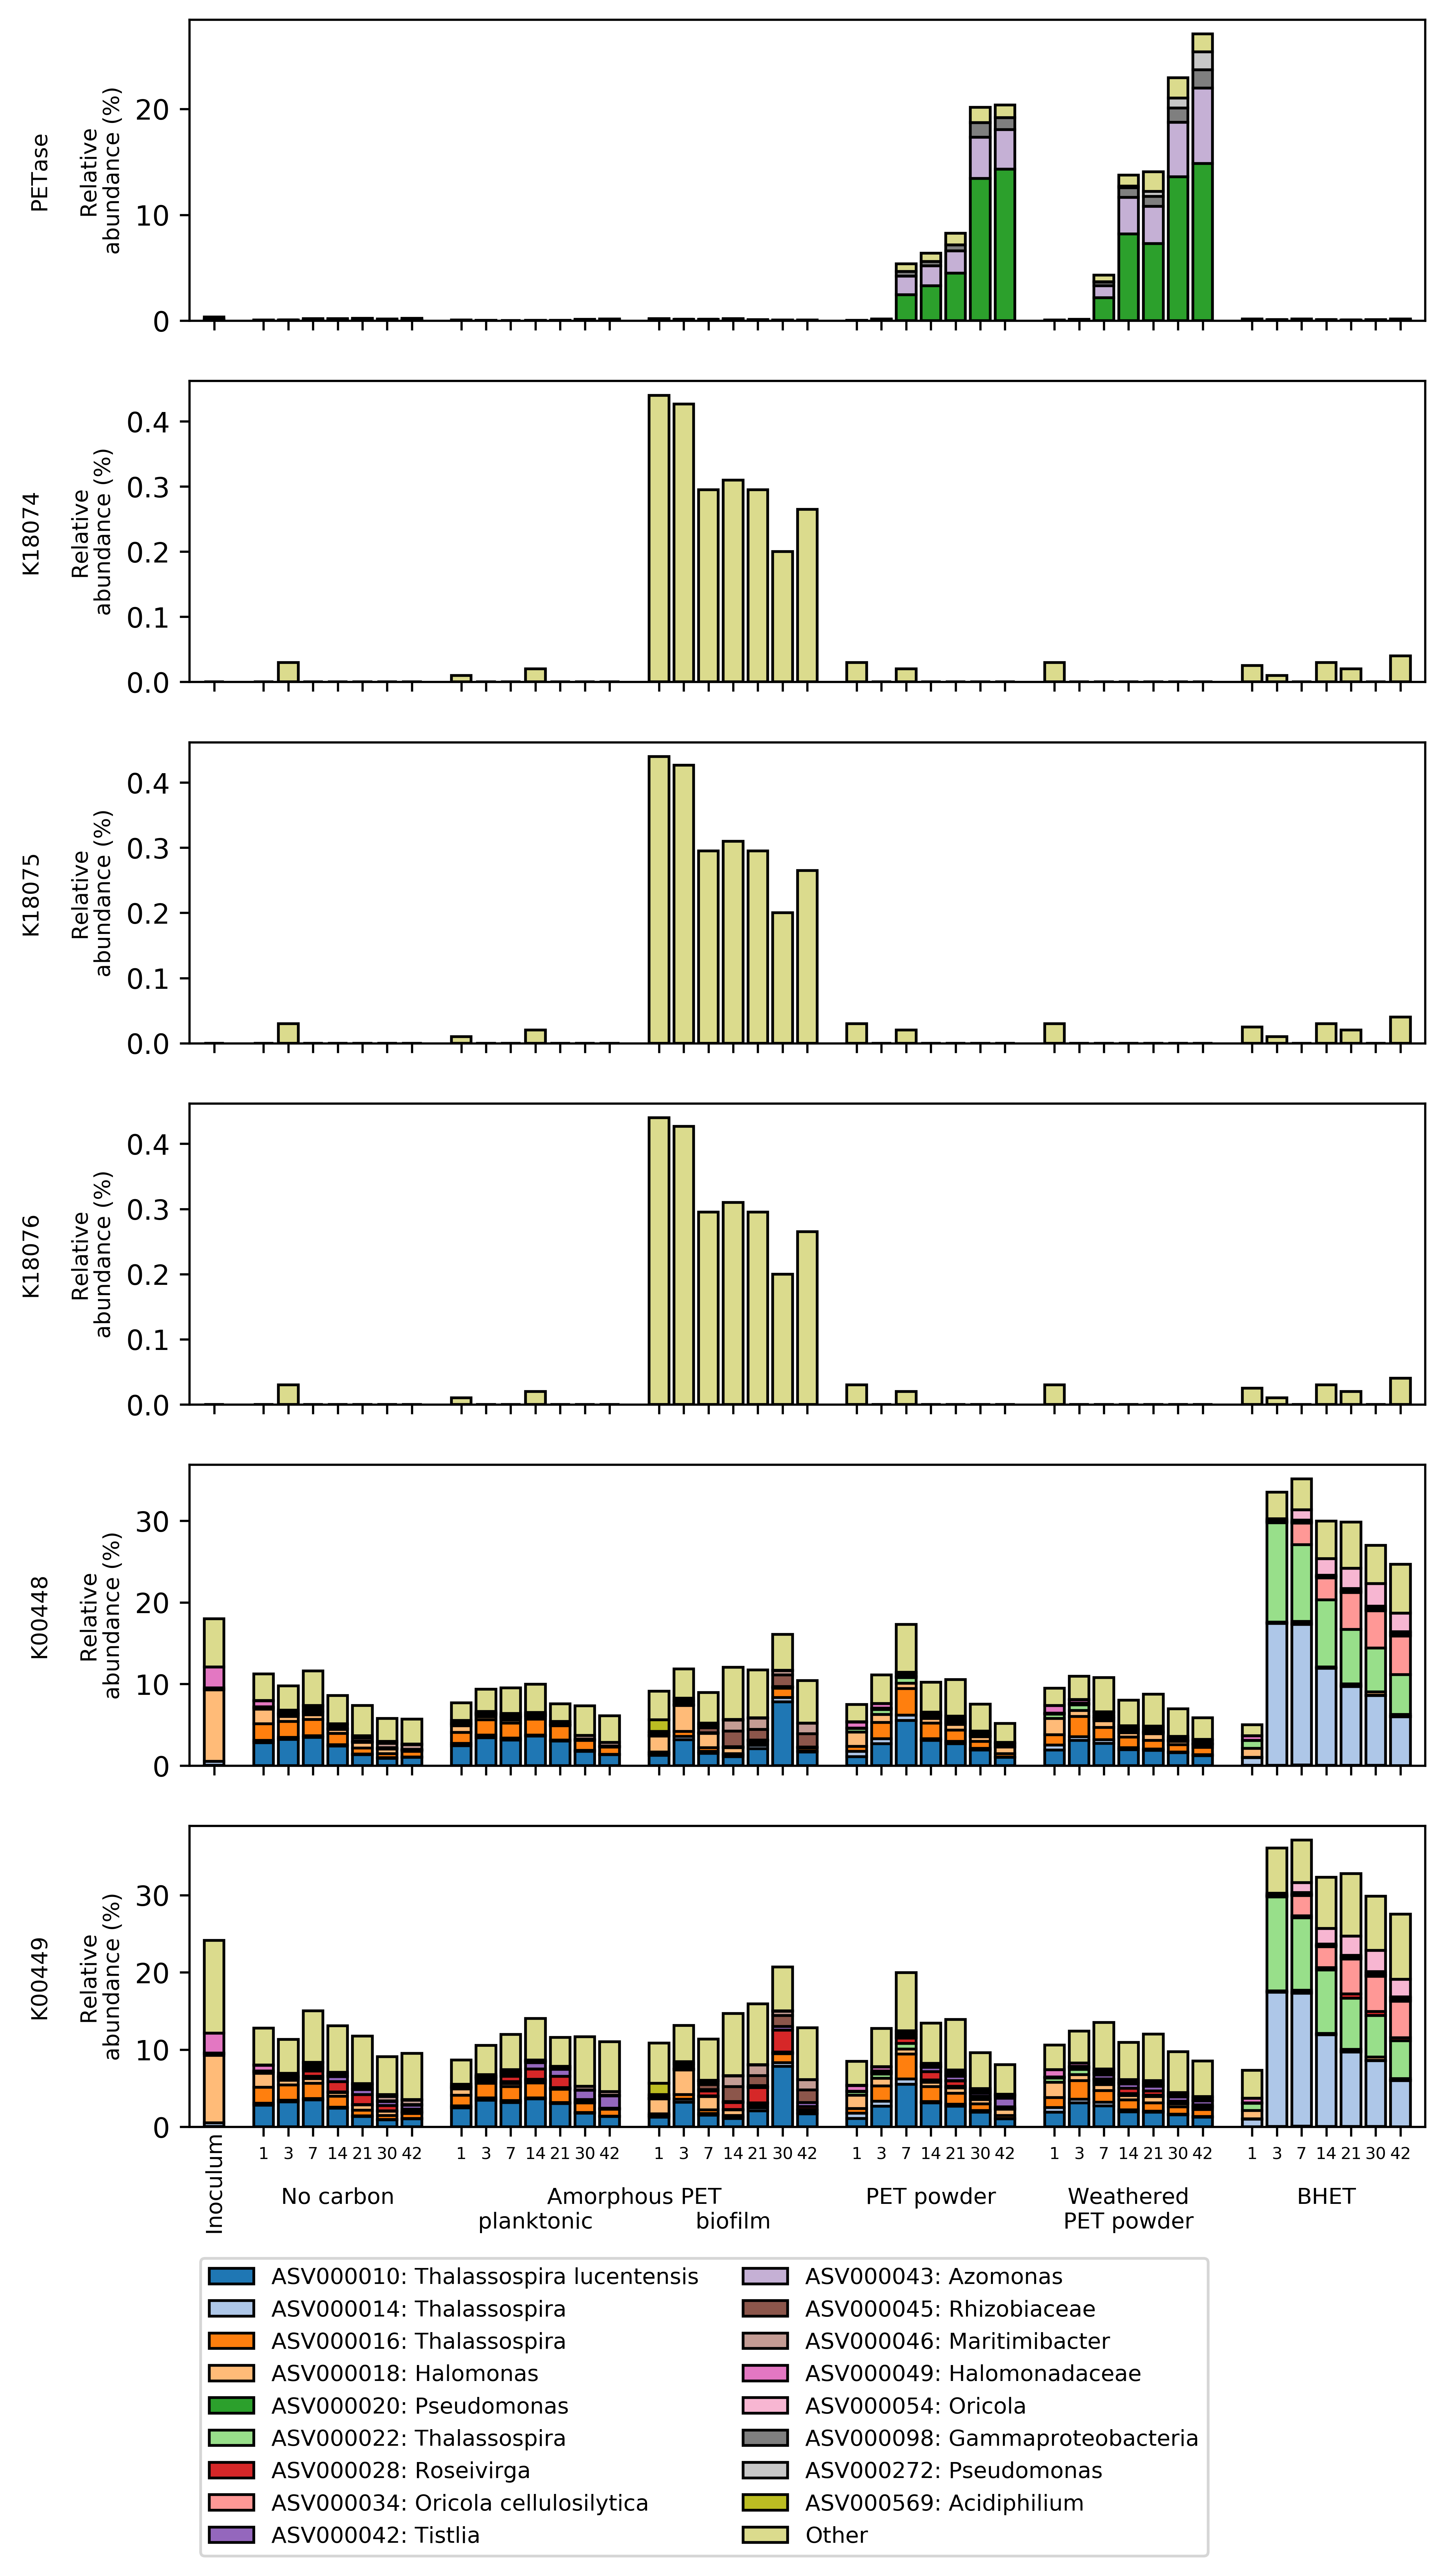 PETase
Relative
abundance (%)
20
10
0
K18074
Relative
abundance (%)
0.4
0.3
0.2
0.1
0.0
K18075
Relative
abundance (%)
0.4
0.3
0.2
0.1
0.0
K18076
Relative
abundance (%)
0.4
0.3
0.2
0.1
0.0
K00448
Relative
abundance (%)
30
20
10
0
K00449
Relative
abundance (%)
30
20
10
0
Inoculum
1 3 7 14 21 30 42 1 3 7 14 21 30 42 1 3 7 14 21 30 42 1 3 7 14 21 30 42 1 3 7 14 21 30 42 1 3 7 14 21 30 42
No carbon
Amorphous PET
planktonic
biofilm
PET powder
Weathered
PET powder
BHET
ASV000010: Thalassospira lucentensis
ASV000014: Thalassospira
ASV000016: Thalassospira
ASV000018: Halomonas
ASV000020: Pseudomonas
ASV000022: Thalassospira
ASV000028: Roseivirga
ASV000034: Oricola cellulosilytica
ASV000042: Tistlia
ASV000043: Azomonas
ASV000045: Rhizobiaceae
ASV000046: Maritimibacter
ASV000049: Halomonadaceae
ASV000054: Oricola
ASV000098: Gammaproteobacteria
ASV000272: Pseudomonas
ASV000569: Acidiphilium
Other